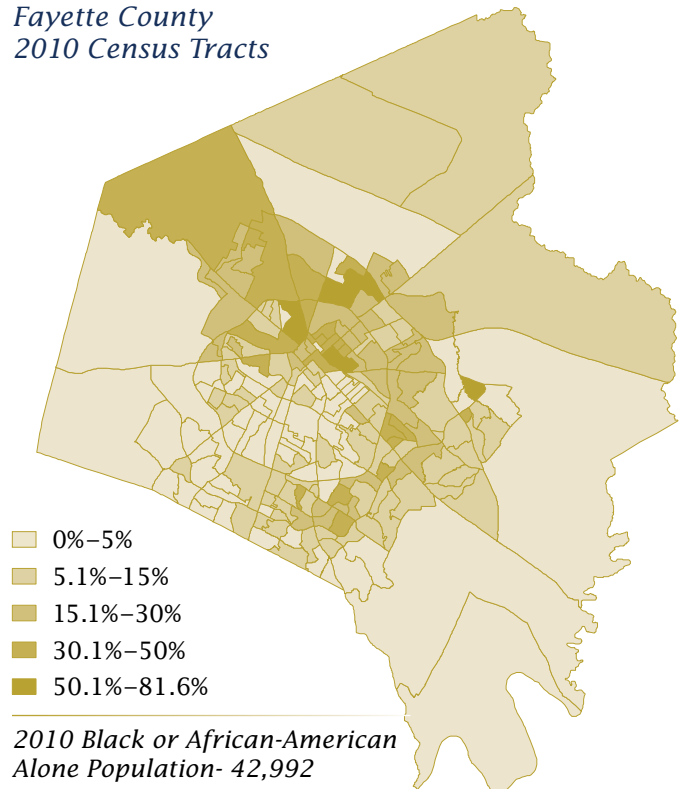 Fayette County
2010 Census Tracts
0%–5%
5.1%–15%
15.1%–30%
30.1%–50%
50.1%–81.6%
2010 Black or African-American
Alone Population- 42,992